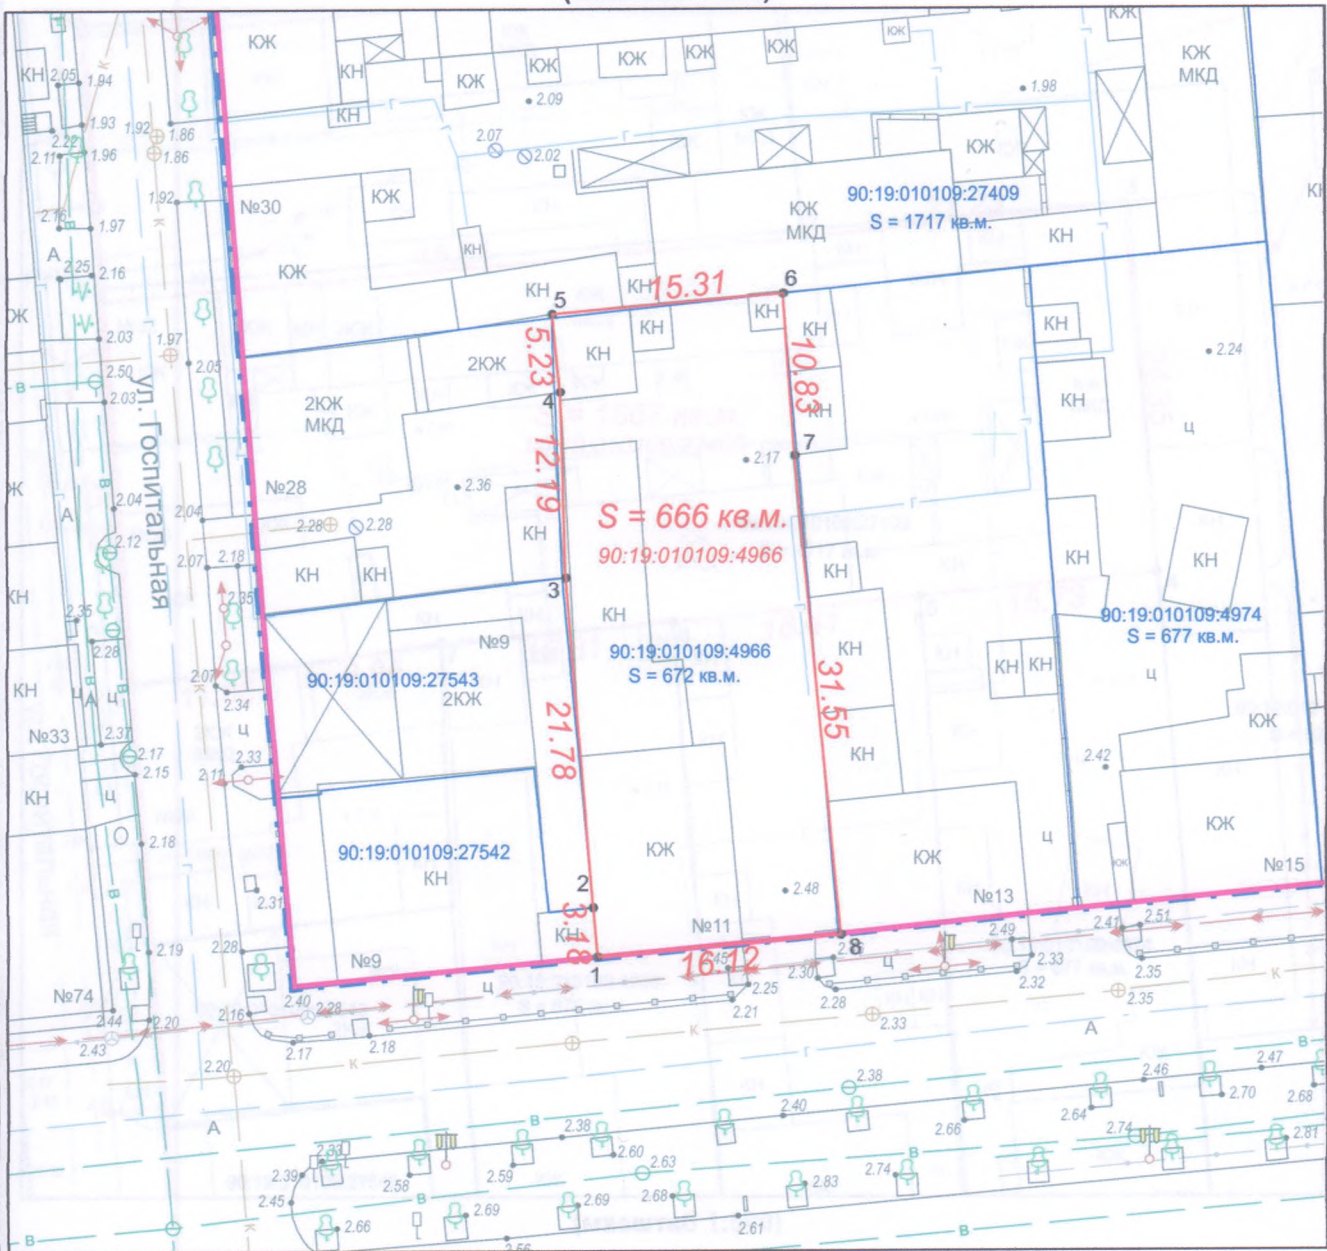 КЖ
КН
КН
КЖ
КЖ
КЖ
КЖ
КЖ
КЖ
КЖ
КЖ
МКД
КН
2.05
1.94
1.93
2.22
2.11
1.96
1.92
1.86
1.86
2.09
2.07
2.02
1.98
КЖ
1.92
2.16
1.97
№30
КЖ
КН
КЖ
КЖ
МКД
90:19:010109:27409
S = 1717 кв.м.
КН
А
2.25
2.16
КН
КН
5
15.31
6
КН
КН
КН
2.03
1.97
2.05
2.50
2.03
5.23
2КЖ
КН
4
10.83
КН
2.24
КН
ул. Госпитальная
2КЖ
МКД
12.19
7
2.17
ц
№28
2.36
2.28
2.28
S = 666 кв.м.
90:19:010109:4966
А
2.04
2.04
2.12
2.07
2.18
2.35
КН
КН
КН
3
КН
КН
КН
КН
2.35
2.28
90:19:010109:4974
S = 677 кв.м.
№9
90:19:010109:27543
2КЖ
90:19:010109:4966
S = 672 кв.м.
КН
КН
КН
31.55
ц
КН
ц
А
ц
2.07
2.34
ц
21.78
КЖ
№33
2.37
2.17
2.15
2.33
2.11
КН
2.42
КН
ц
2.18
90:19:010109:27542
КН
КЖ
КЖ
ц
КЖ
КЖ
№15
2
3.18
2.31
2.48
№13
№11
КН
8
1
16.12
2.19
2.28
№9
2.49
2.41
2.51
2.33
2.35
2.32
2.30
2.28
ц
2.25
2.21
ц
№74
2.44
2.43
2.20
2.16
2.40
2.28
2.17
2.18
К
К
2.33
2.35
К
А
2.20
К
Г
В
А
2.38
2.46
2.47
2.40
2.64
2.70
2.68
2.38
2.66
2.74
2.81
2.39
2.58
2.59
2.60
2.63
2.74
2.83
2.45
2.66
2.69
2.69
2.68
2.61
2.56
В
В
В